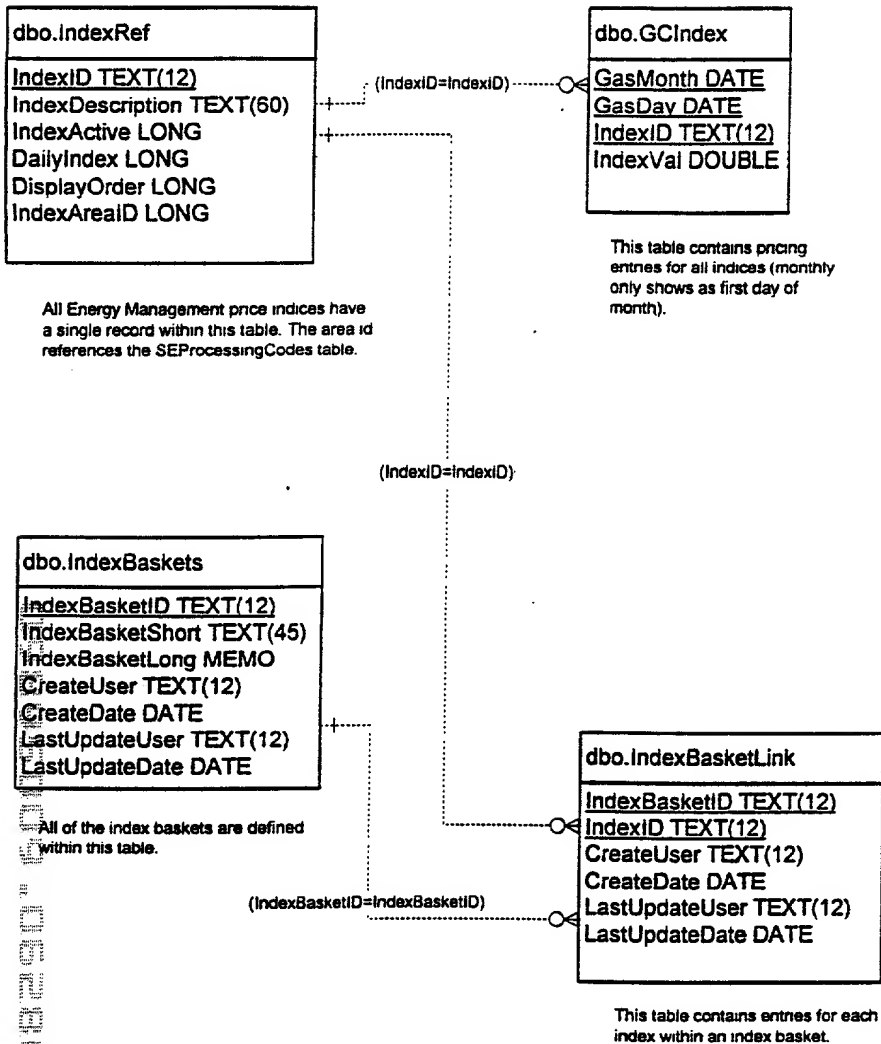 dbo.IndexRef
IndexID TEXT(12)
IndexDescription TEXT(60)
IndexActive LONG
DailyIndex LONG
DisplayOrder LONG
IndexAreaID LONG
All Energy Management price indices have
a single record within this table. The area id
references the SEProcessingCodes table.
(IndexID=IndexID)
dbo.GCIndex
GasMonth DATE
GasDay DATE
IndexID TEXT(12)
IndexVal DOUBLE
This table contains pricing
entries for all indices (monthly
only shows as first day of
month).
(IndexID=IndexID)
dbo.IndexBaskets
IndexBasketID TEXT(12)
IndexBasketShort TEXT(45)
IndexBasketLong MEMO
CreateUser TEXT(12)
CreateDate DATE
LastUpdateUser TEXT(12)
LastUpdateDate DATE
All of the index baskets are defined
within this table.
(IndexBasketID=IndexBasketID)
dbo.IndexBasketLink
IndexBasketID TEXT(12)
IndexID TEXT(12)
CreateUser TEXT(12)
CreateDate DATE
LastUpdateUser TEXT(12)
LastUpdateDate DATE
This table contains entries for each
index within an index basket.